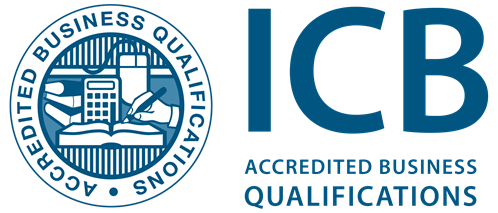 ACCREDITED BUSINESS QUALIFICATIONS
ICB
ACCREDITED BUSINESS
QUALIFICATIONS